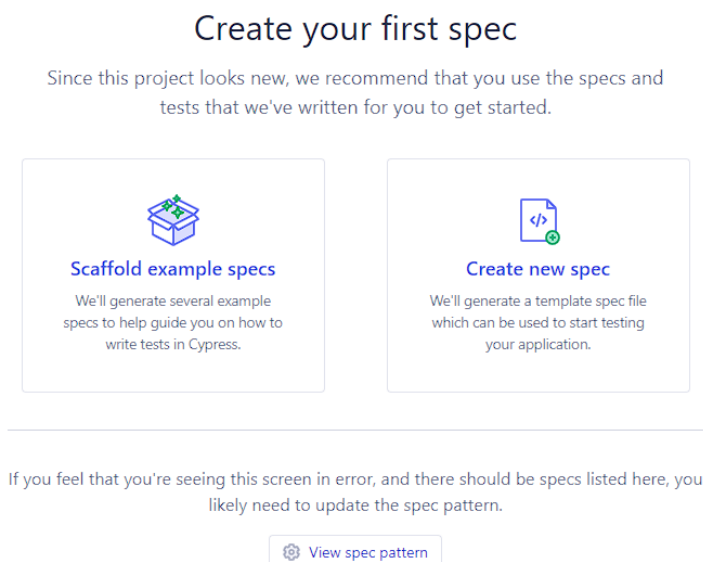 Create your first spec
Since this project looks new, we recommend that you use the specs and
tests that we've written for you to get started.
</>
Scaffold example specs
We'll generate several example
specs to help guide you on how to
write tests in Cypress.
Create new spec
We'll generate a template spec file
which can be used to start testing
your application.
If you feel that you're seeing this screen in error, and there should be specs listed here, you
likely need to update the spec pattern.
View spec pattern